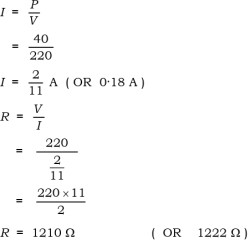 I = P/V
= 40/220
I = 2/11 A ( OR 0·18 A )
R = V/I
= 220/(2/11)
= 220 × 11/2
R = 1210 Ω ( OR 1222 Ω )